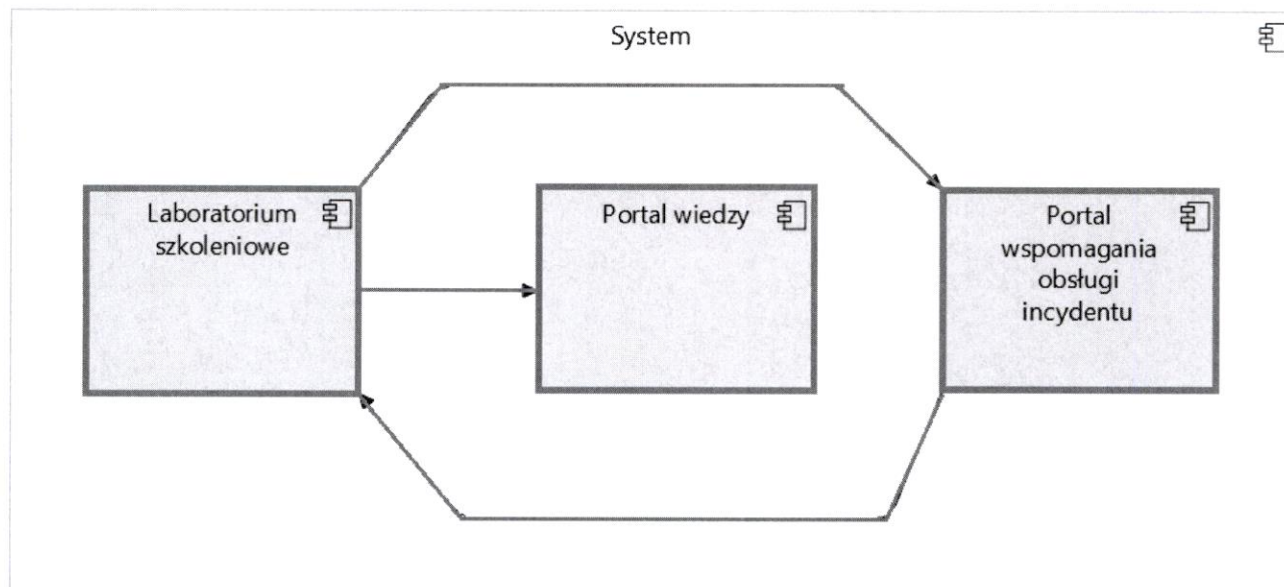 System
Laboratorium
szkoleniowe
Portal wiedzy
Portal
wspomagania
obsługi
incydentu